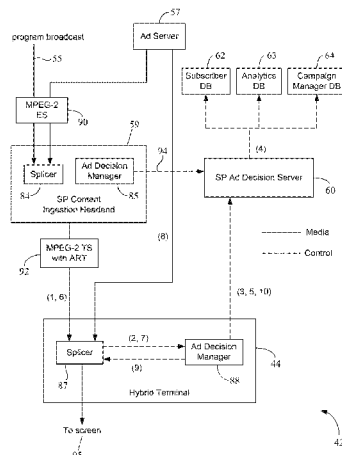 57
program broadcast
Ad Server
55
62
63
64
Subscriber
DB
Analytics
DB
Campaign
Manager DB
MPEG-2
ES
90
59
(4)
94
Splicer
Ad Decision
Manager
SP Ad Decision Server
84
85
60
SP Content
Ingestion Headend
Media
Control
MPEG-2 TS
with ART
(8)
92
(1, 6)
(3, 5, 10)
(2, 7)
Splicer
Ad Decision
Manager
44
(9)
87
88
Hybrid Terminal
To screen
95
42